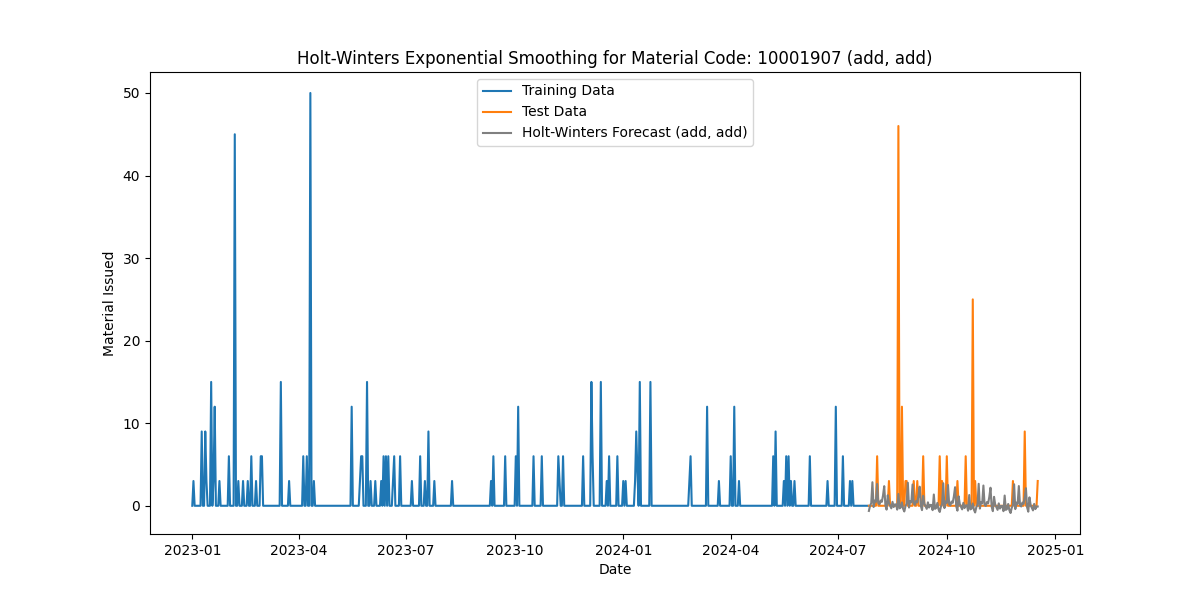 Holt-Winters Exponential Smoothing for Material Code: 10001907 (add, add)
Training Data
Test Data
Holt-Winters Forecast (add, add)
50
40
30
20
10
0
Material Issued
2023-01 2023-04 2023-07 2023-10 2024-01 2024-04 2024-07 2024-10 2025-01
Date